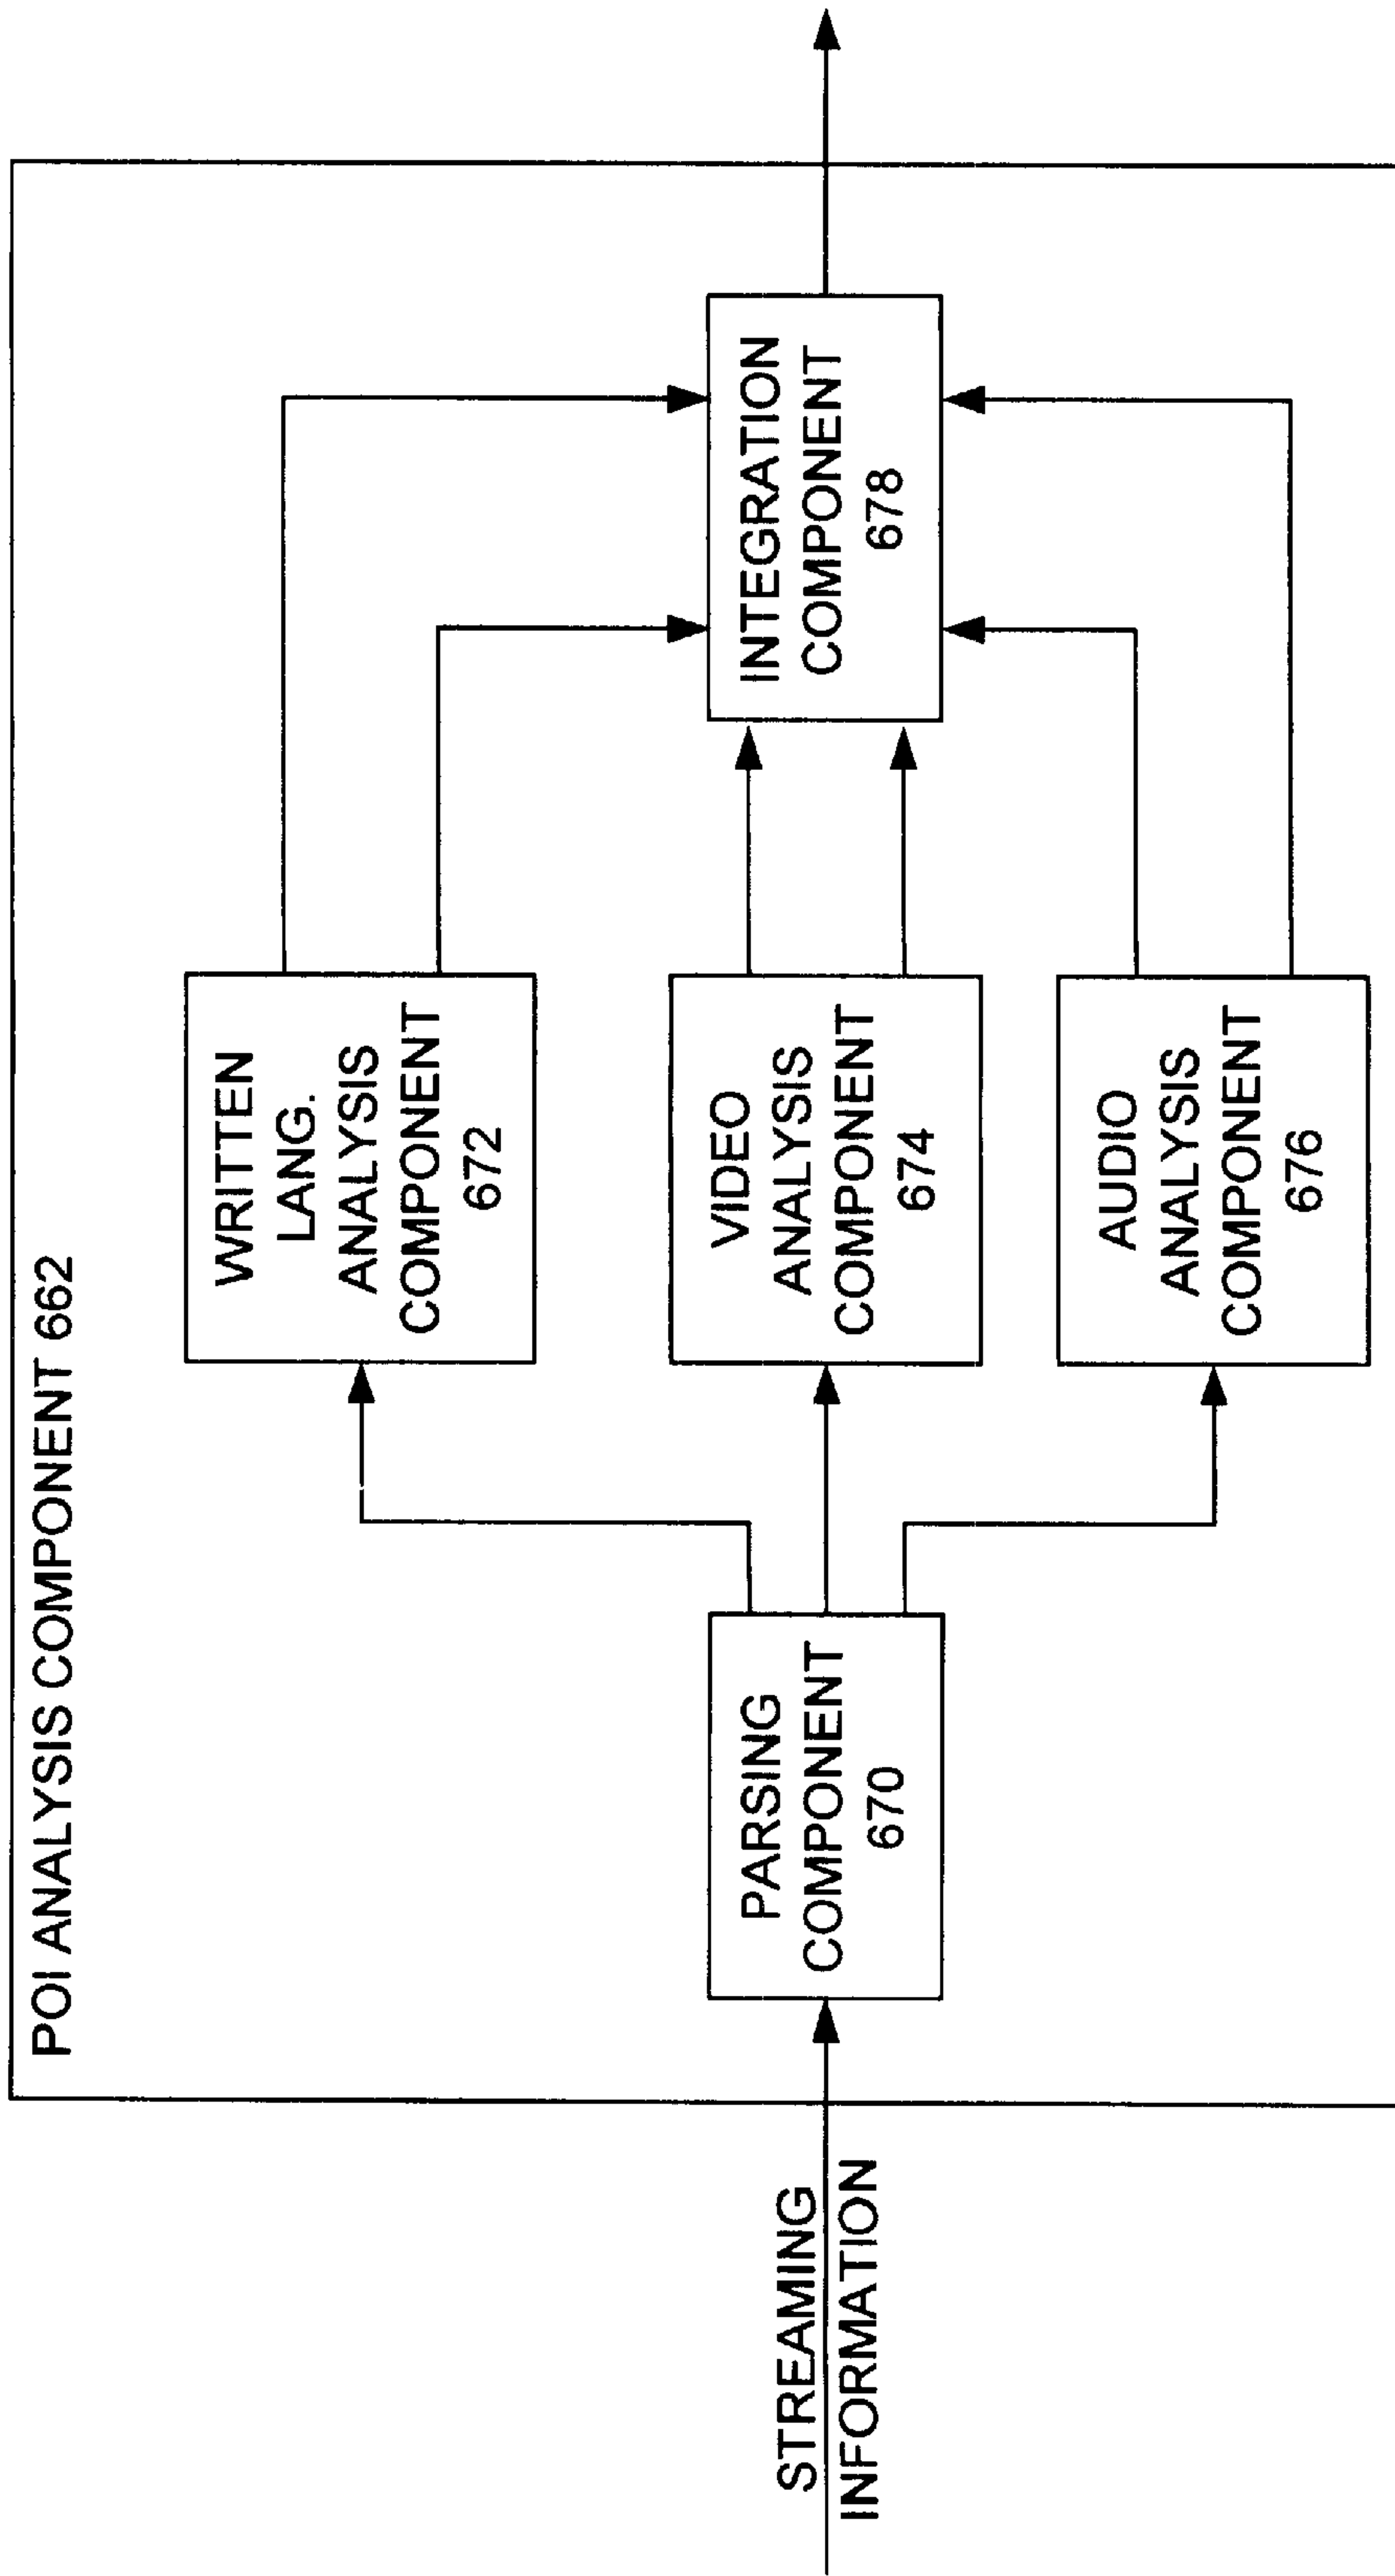 POI ANALYSIS COMPONENT 662
STREAMING
INFORMATION
PARSING
COMPONENT
670
WRITTEN
LANG.
ANALYSIS
COMPONENT
672
VIDEO
ANALYSIS
COMPONENT
674
AUDIO
ANALYSIS
COMPONENT
676
INTEGRATION
COMPONENT
678